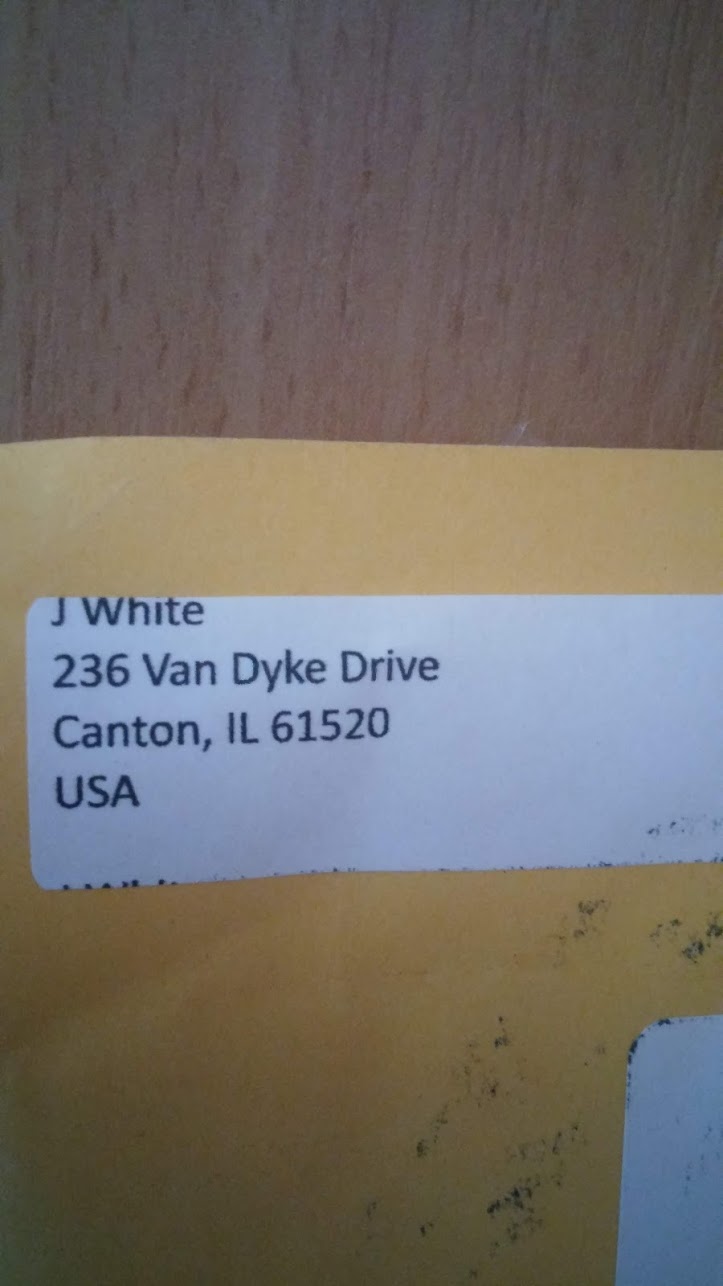 J White
236 Van Dyke Drive
Canton, IL 61520
USA